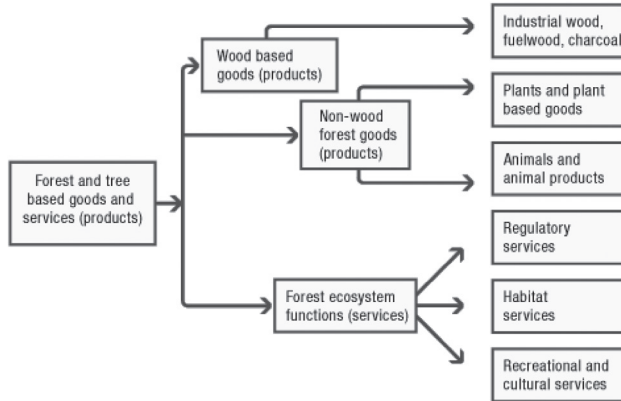 Industrial wood,
fuelwood, charcoal
Wood based
goods (products)
Plants and plant
based goods
Non-wood
forest goods
(products)
Animals and
animal products
Forest and tree
based goods and
services (products)
Regulatory
services
Forest ecosystem
functions (services)
Habitat
services
Recreational and
cultural services